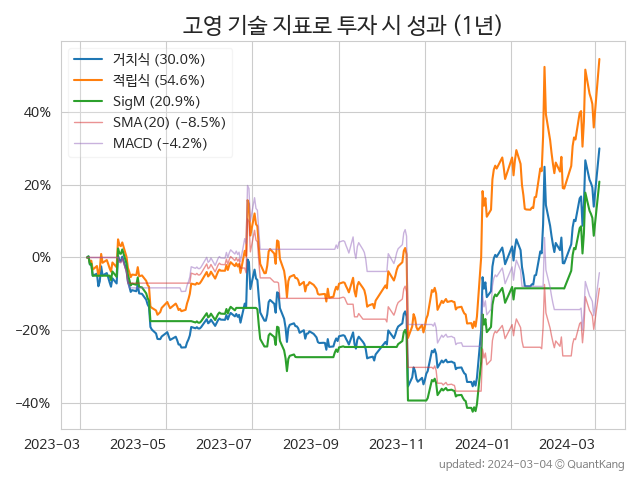 고영 기술 지표로 투자 시 성과 (1년)
거치식 (30.0%)
적립식 (54.6%)
SigM (20.9%)
SMA(20) (−8.5%)
MACD (−4.2%)
40%
20%
0%
−20%
−40%
2023-03 2023-05 2023-07 2023-09 2023-11 2024-01 2024-03
updated: 2024-03-04 © QuantKang